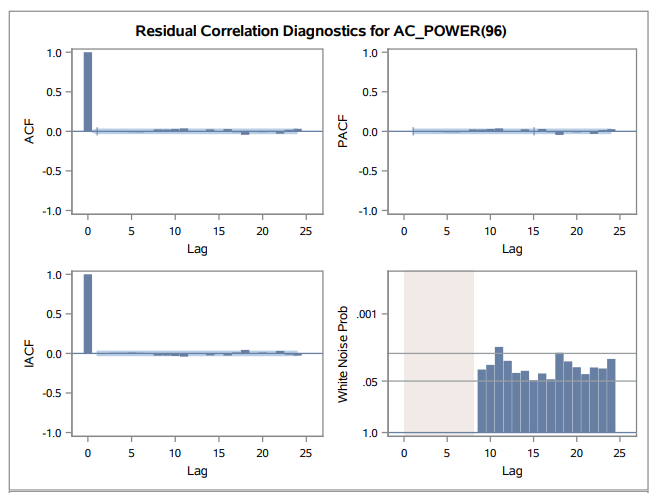 Residual Correlation Diagnostics for AC_POWER(96)
1.0
0.5
0.0
-0.5
-1.0
ACF
0 5 10 15 20 25
Lag
1.0
0.5
0.0
-0.5
-1.0
PACF
0 5 10 15 20 25
Lag
1.0
0.5
0.0
-0.5
-1.0
IACF
0 5 10 15 20 25
Lag
.001
.05
1.0
White Noise Prob
0 5 10 15 20 25
Lag